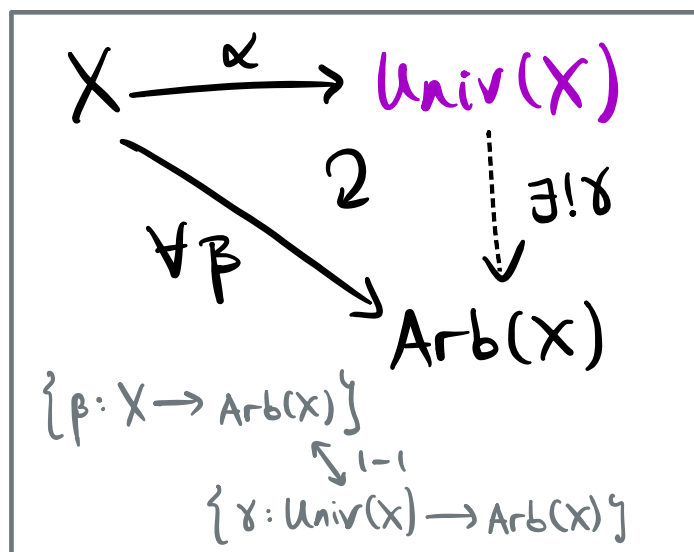 α
X Univ(X)
∃!γ
∀β
Arb(X)
{β: X → Arb(X)}
↕ 1-1
{γ: Univ(X) → Arb(X)}